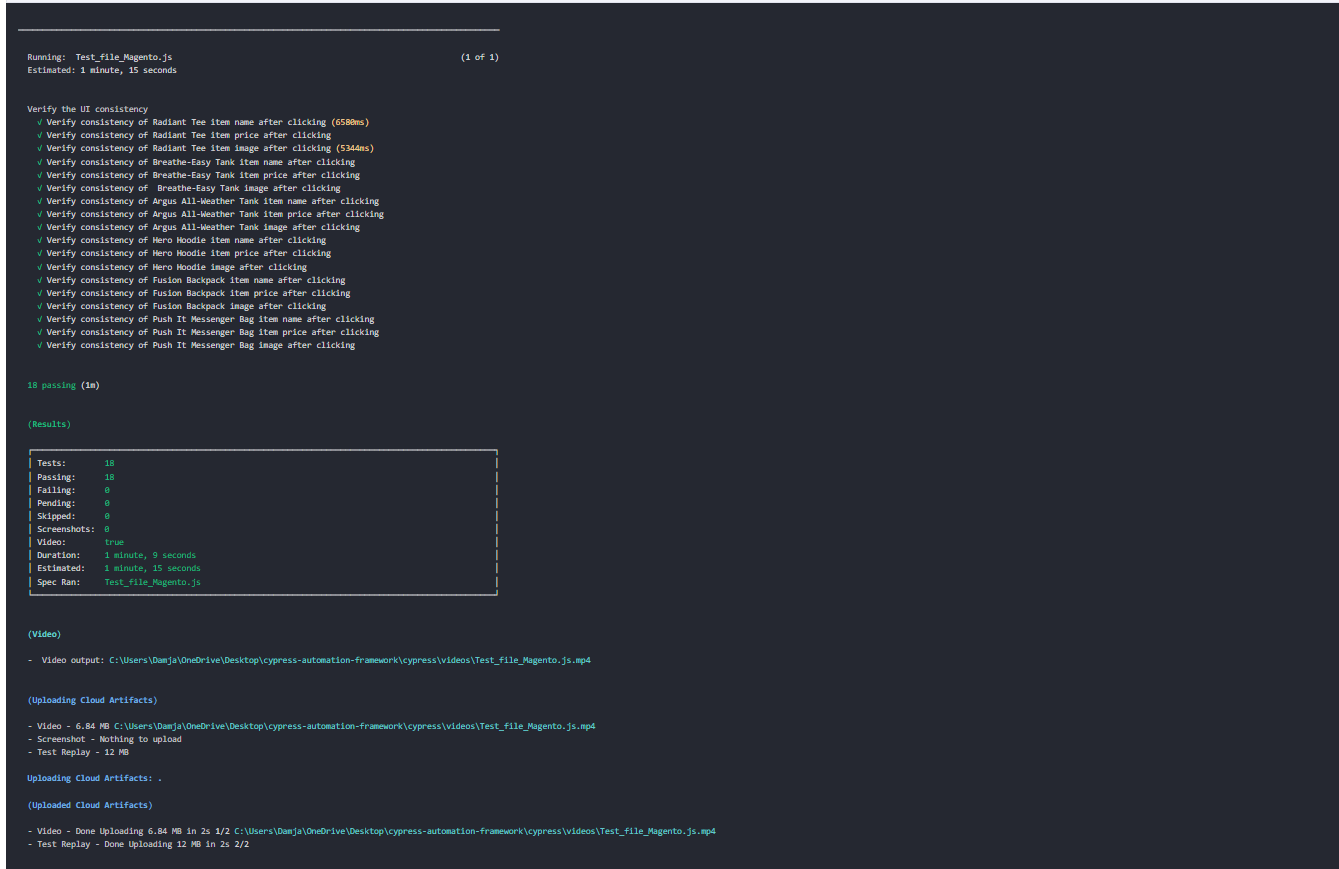 Running: Test_file_Magento.js (1 of 1)
Estimated: 1 minute, 15 seconds
Verify the UI consistency
√ Verify consistency of Radiant Tee item name after clicking (6580ms)
√ Verify consistency of Radiant Tee item price after clicking
√ Verify consistency of Radiant Tee item image after clicking (5344ms)
√ Verify consistency of Breathe-Easy Tank item name after clicking
√ Verify consistency of Breathe-Easy Tank item price after clicking
√ Verify consistency of  Breathe-Easy Tank image after clicking
√ Verify consistency of Argus All-Weather Tank item name after clicking
√ Verify consistency of Argus All-Weather Tank item price after clicking
√ Verify consistency of Argus All-Weather Tank image after clicking
√ Verify consistency of Hero Hoodie item name after clicking
√ Verify consistency of Hero Hoodie item price after clicking
√ Verify consistency of Hero Hoodie image after clicking
√ Verify consistency of Fusion Backpack item name after clicking
√ Verify consistency of Fusion Backpack item price after clicking
√ Verify consistency of Fusion Backpack image after clicking
√ Verify consistency of Push It Messenger Bag item name after clicking
√ Verify consistency of Push It Messenger Bag item price after clicking
√ Verify consistency of Push It Messenger Bag image after clicking
18 passing (1m)
(Results)
Tests: 18
Passing: 18
Failing: 0
Pending: 0
Skipped: 0
Screenshots: 0
Video: true
Duration: 1 minute, 9 seconds
Estimated: 1 minute, 15 seconds
Spec Ran: Test_file_Magento.js
(Video)
- Video output: C:\Users\Damja\OneDrive\Desktop\cypress-automation-framework\cypress\videos\Test_file_Magento.js.mp4
(Uploading Cloud Artifacts)
- Video - 6.84 MB C:\Users\Damja\OneDrive\Desktop\cypress-automation-framework\cypress\videos\Test_file_Magento.js.mp4
- Screenshot - Nothing to upload
- Test Replay - 12 MB
Uploading Cloud Artifacts: .
(Uploaded Cloud Artifacts)
- Video - Done Uploading 6.84 MB in 2s 1/2 C:\Users\Damja\OneDrive\Desktop\cypress-automation-framework\cypress\videos\Test_file_Magento.js.mp4
- Test Replay - Done Uploading 12 MB in 2s 2/2